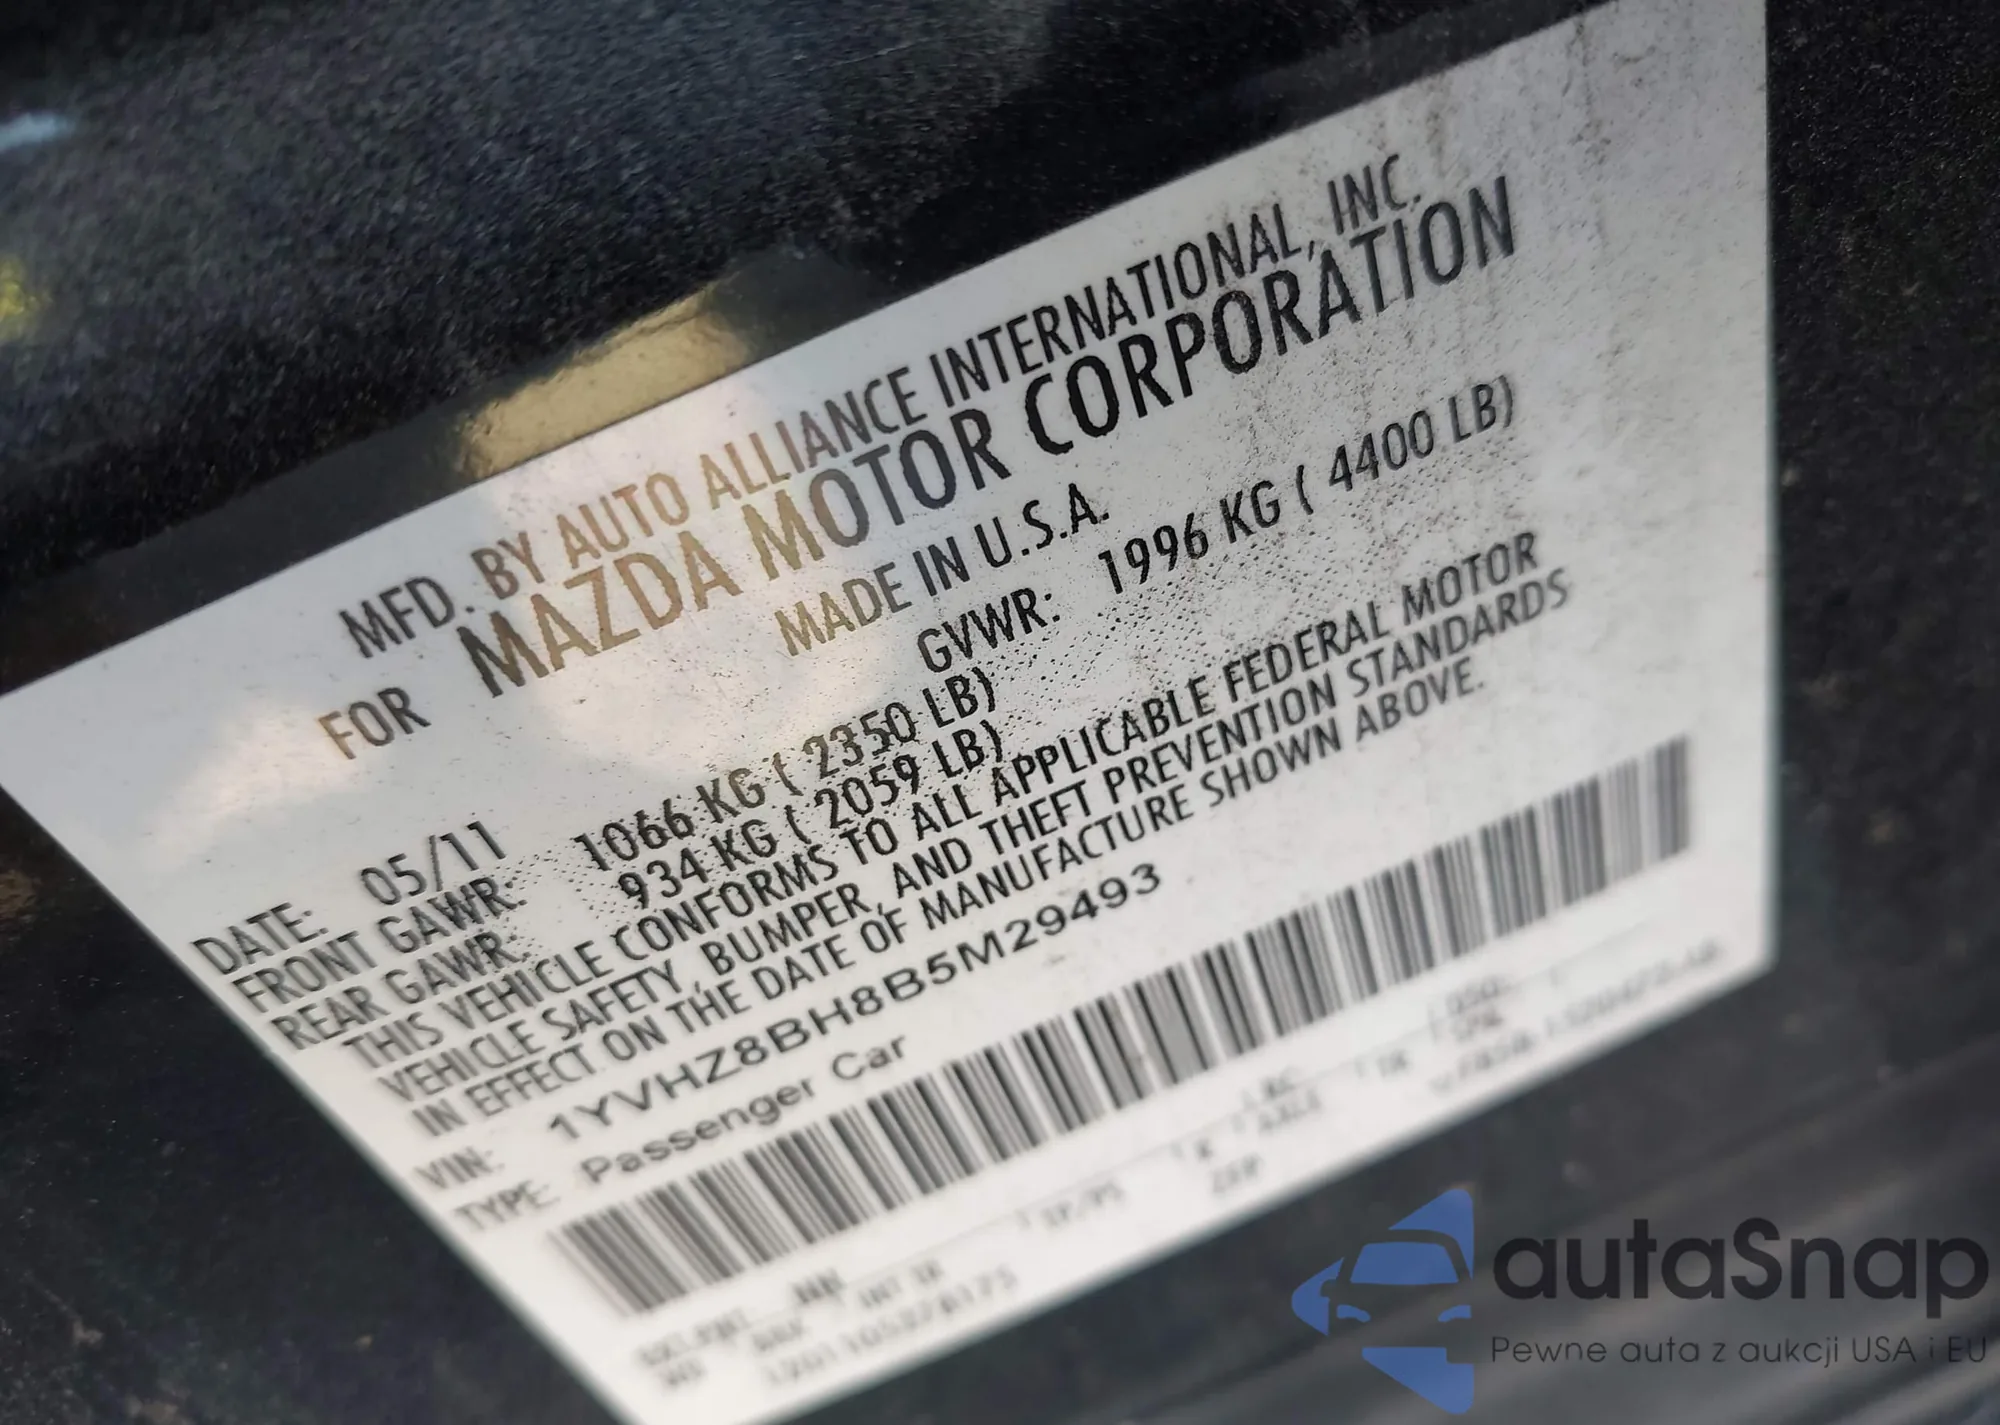 MFD. BY AUTO ALLIANCE INTERNATIONAL, INC.
FOR MAZDA MOTOR CORPORATION
MADE IN U.S.A.
DATE: 05/11 GVWR: 1996 KG ( 4400 LB)
FRONT GAWR: 1066 KG ( 2350 LB)
REAR GAWR: 934 KG ( 2059 LB)
THIS VEHICLE CONFORMS TO ALL APPLICABLE FEDERAL MOTOR
VEHICLE SAFETY, BUMPER, AND THEFT PREVENTION STANDARDS
IN EFFECT ON THE DATE OF MANUFACTURE SHOWN ABOVE.
VIN: 1YVHZ8BH8B5M29493
TYPE: Passenger Car
autaSnap
Pewne auta z aukcji USA i EU